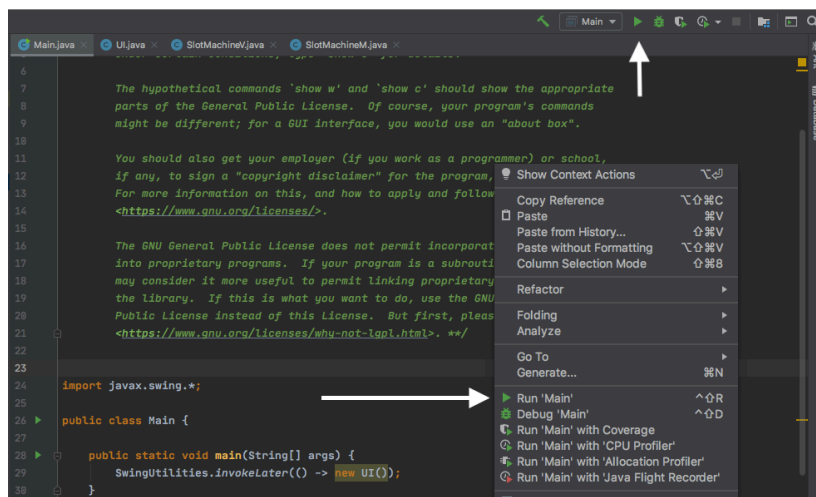 Main
Main.java
UI.java
SlotMachineV.java
SlotMachineM.java
6
7 The hypothetical commands `show w' and `show c' should show the appropriate
8 parts of the General Public License. Of course, your program's commands
9 might be different; for a GUI interface, you would use an "about box".
10
11 You should also get your employer (if you work as a programmer) or school,
12 if any, to sign a "copyright disclaimer" for the program,
13 For more information on this, and how to apply and follow
14 <https://www.gnu.org/licenses/>.
15
16 The GNU General Public License does not permit incorporat
17 into proprietary programs. If your program is a subrouti
18 may consider it more useful to permit linking proprietary
19 the library. If this is what you want to do, use the GNU
20 Public License instead of this License. But first, pleas
21 <https://www.gnu.org/licenses/why-not-lgpl.html>. **/
22
23
24 import javax.swing.*;
25
26 public class Main {
27
28 public static void main(String[] args) {
29 SwingUtilities.invokeLater(() -> new UI());
30 }
Show Context Actions ⌥⏎
Copy Reference ⌥⇧⌘C
Paste ⌘V
Paste from History... ⇧⌘V
Paste without Formatting ⌥⇧⌘V
Column Selection Mode ⇧⌘8
Refactor
Folding
Analyze
Go To
Generate... ⌘N
Run 'Main' ^⇧R
Debug 'Main' ^⇧D
Run 'Main' with Coverage
Run 'Main' with 'CPU Profiler'
Run 'Main' with 'Allocation Profiler'
Run 'Main' with 'Java Flight Recorder'
Database